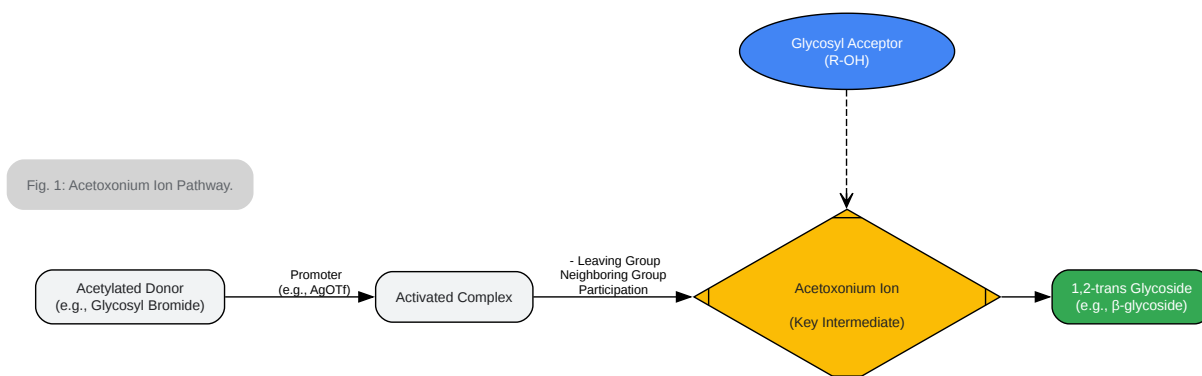 Glycosyl Acceptor
(R-OH)
Fig. 1: Acetoxonium Ion Pathway.
Acetylated Donor
(e.g., Glycosyl Bromide)
Promoter
(e.g., AgOTf)
Activated Complex
- Leaving Group
Neighboring Group
Participation
Acetoxonium Ion
(Key Intermediate)
1,2-trans Glycoside
(e.g., β-glycoside)